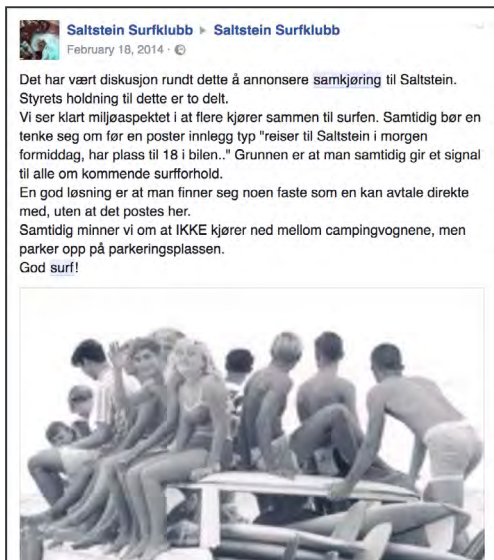 Saltstein Surfklubb ▸ Saltstein Surfklubb
February 18, 2014 ·
Det har vært diskusjon rundt dette å annonsere samkjøring til Saltstein.
Styrets holdning til dette er to delt.
Vi ser klart miljøaspektet i at flere kjører sammen til surfen. Samtidig bør en
tenke seg om før en poster innlegg typ "reiser til Saltstein i morgen
formiddag, har plass til 18 i bilen.." Grunnen er at man samtidig gir et signal
til alle om kommende surfforhold.
En god løsning er at man finner seg noen faste som en kan avtale direkte
med, uten at det postes her.
Samtidig minner vi om at IKKE kjører ned mellom campingvognene, men
parker opp på parkeringsplassen.
God surf!